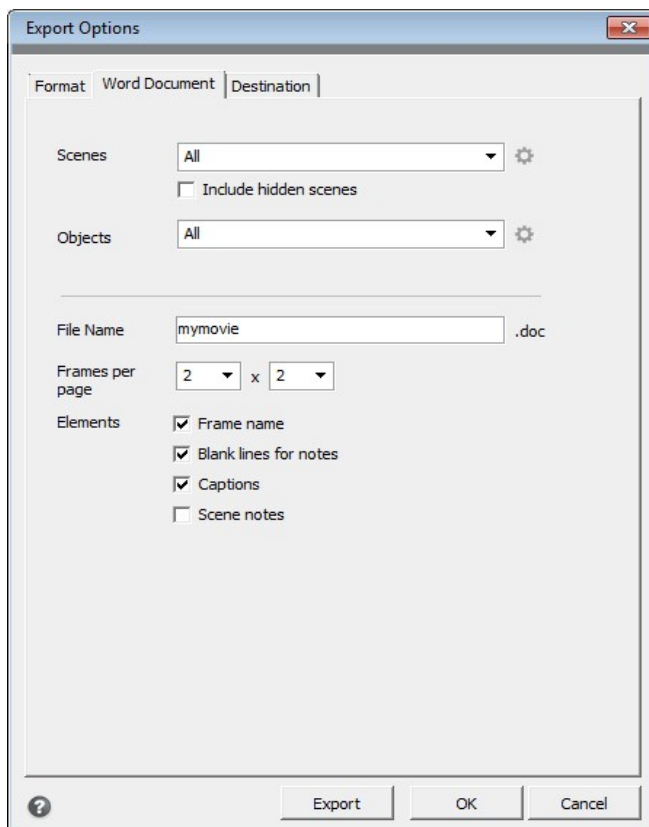 Export Options
Format Word Document Destination
Scenes All
Include hidden scenes
Objects All
File Name mymovie .doc
Frames per
page
2 x 2
Elements Frame name
Blank lines for notes
Captions
Scene notes
? Export OK Cancel